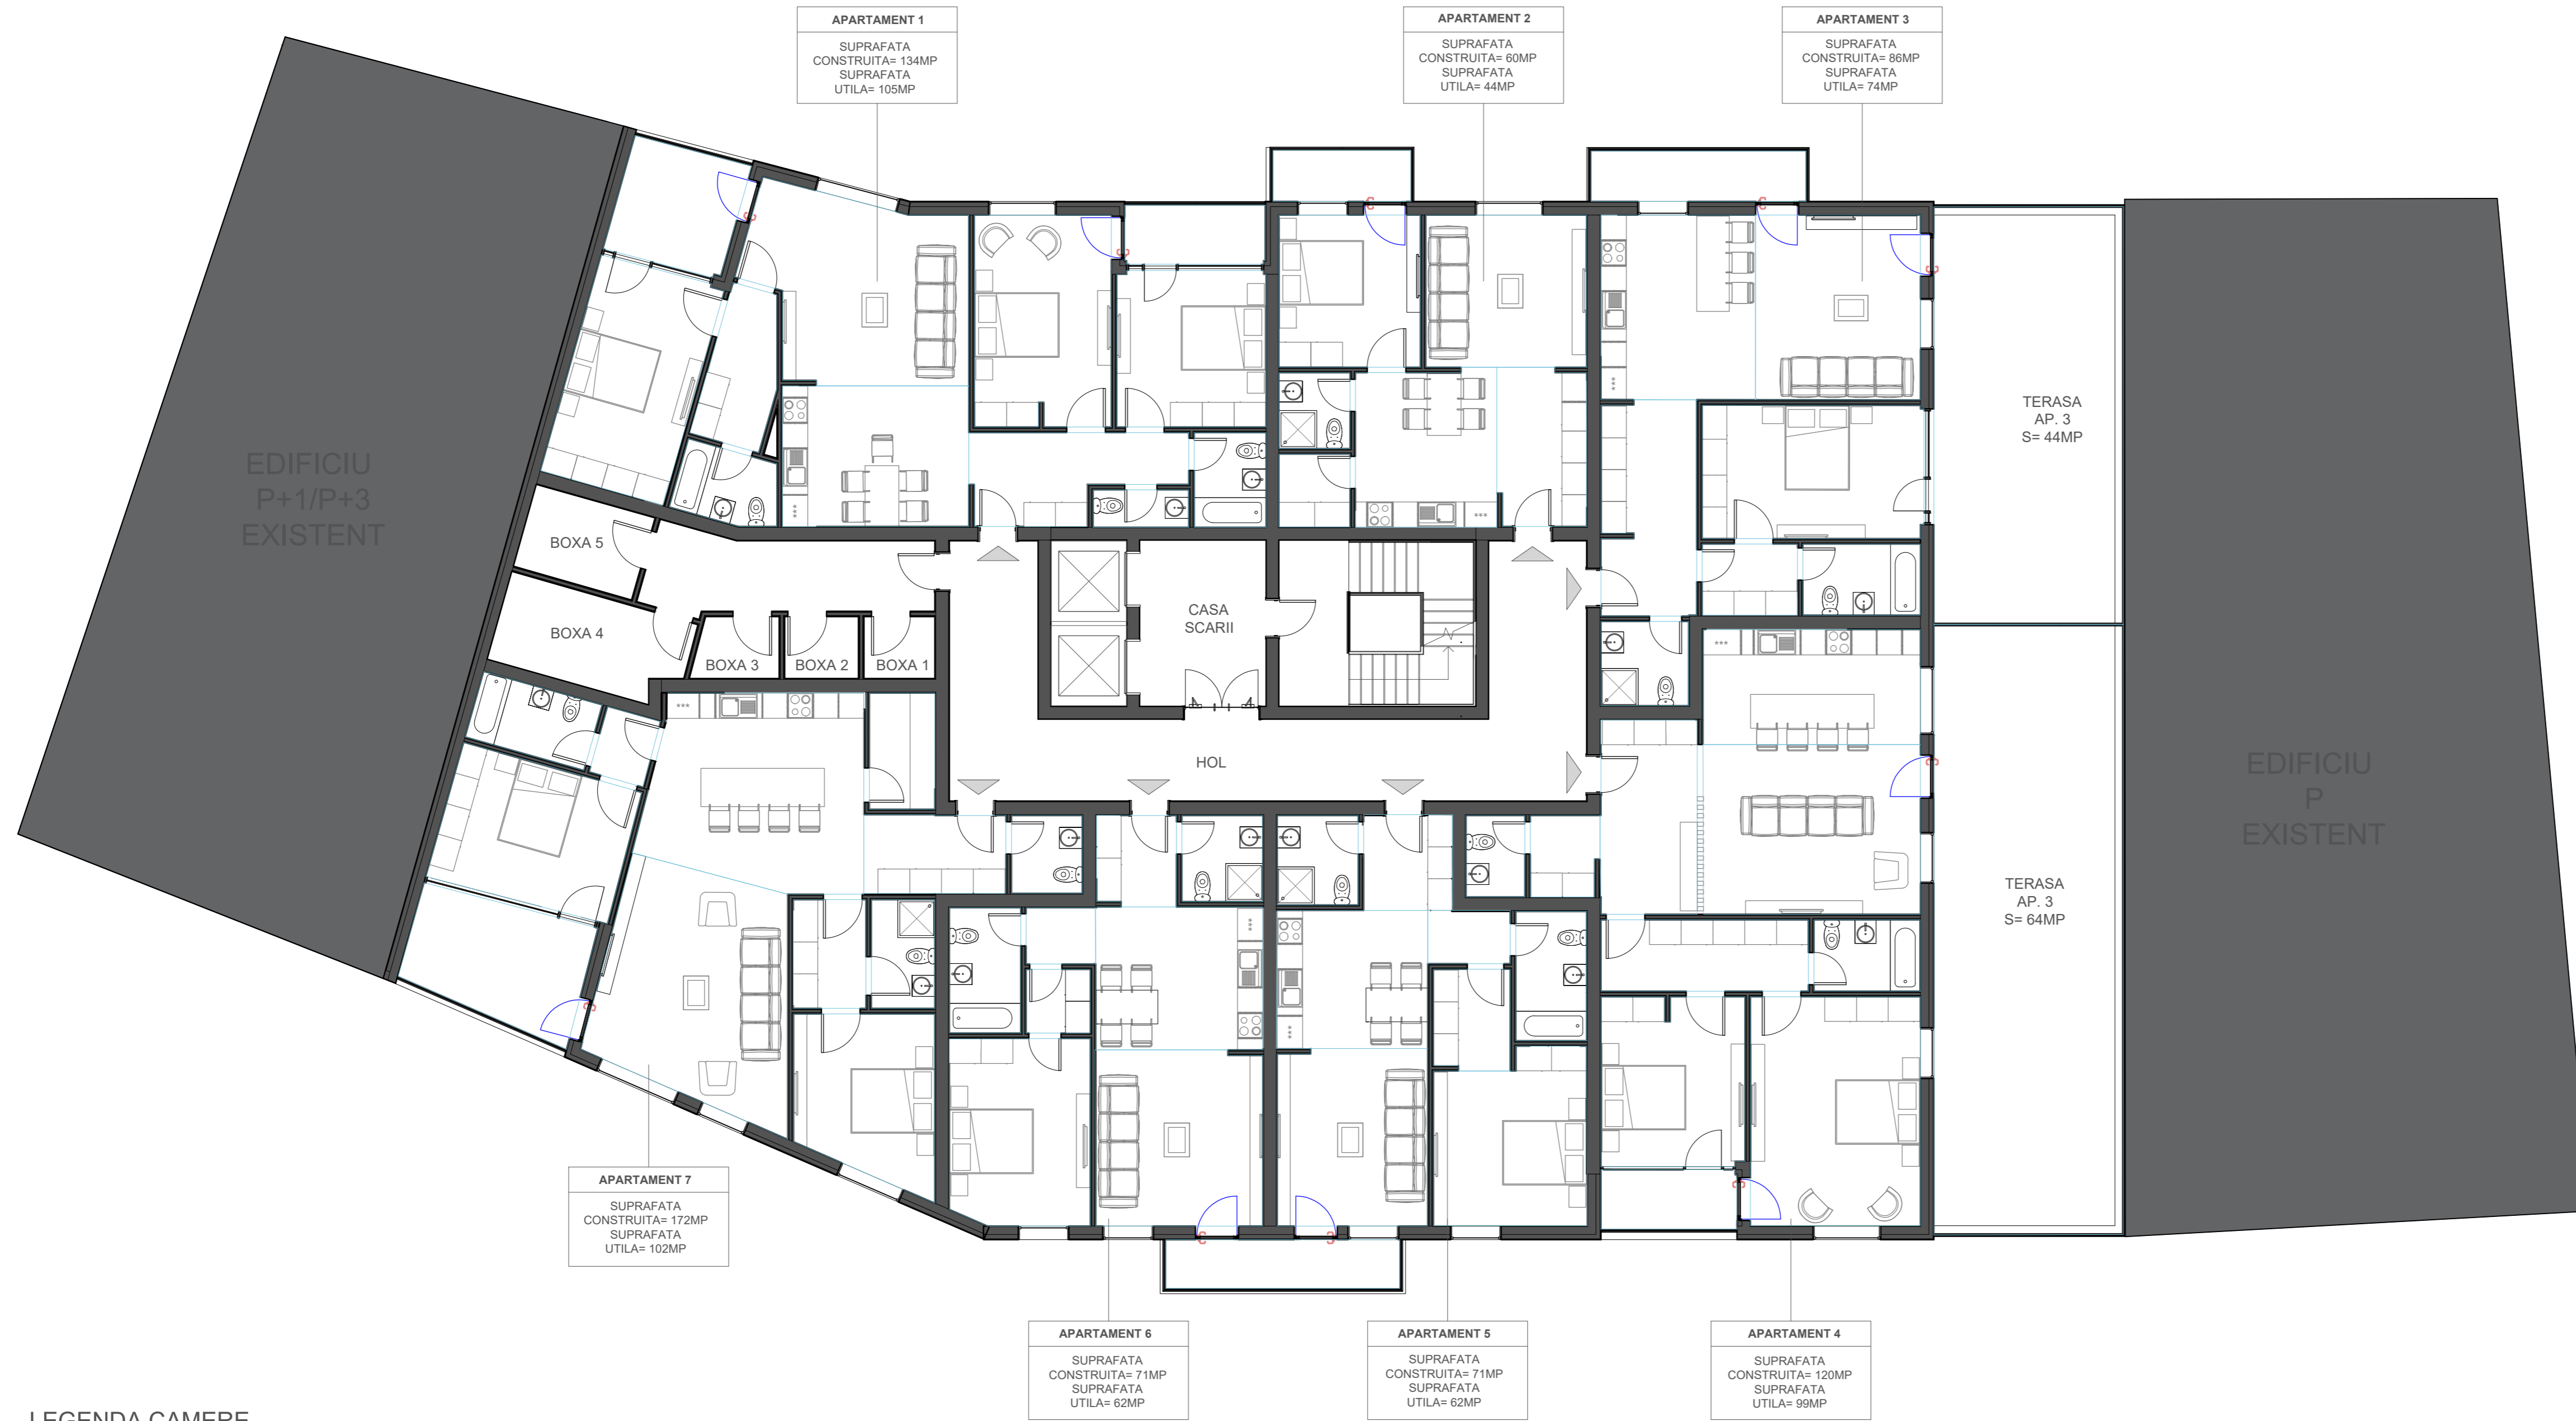 APARTAMENT 1
SUPRAFATA
CONSTRUITA= 134MP
SUPRAFATA
UTILA= 105MP
APARTAMENT 2
SUPRAFATA
CONSTRUITA= 60MP
SUPRAFATA
UTILA= 44MP
APARTAMENT 3
SUPRAFATA
CONSTRUITA= 86MP
SUPRAFATA
UTILA= 74MP
EDIFICIU
P+1/P+3
EXISTENT
TERASA
AP. 3
S= 44MP
BOXA 5
BOXA 4
BOXA 3
BOXA 2
BOXA 1
CASA
SCARII
HOL
EDIFICIU
P
EXISTENT
TERASA
AP. 3
S= 64MP
APARTAMENT 7
SUPRAFATA
CONSTRUITA= 172MP
SUPRAFATA
UTILA= 102MP
APARTAMENT 6
SUPRAFATA
CONSTRUITA= 71MP
SUPRAFATA
UTILA= 62MP
APARTAMENT 5
SUPRAFATA
CONSTRUITA= 71MP
SUPRAFATA
UTILA= 62MP
APARTAMENT 4
SUPRAFATA
CONSTRUITA= 120MP
SUPRAFATA
UTILA= 99MP
LEGENDA CAMERE